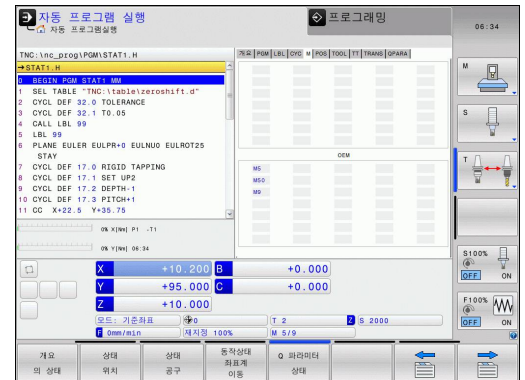 자동 프로그램 실행
자동 프로그램실행
프로그래밍
06:34
TNC:\nc_prog\PGM\STAT1.H
→STAT1.H
0 BEGIN PGM STAT1 MM
1 SEL TABLE "TNC:\table\zeroshift.d"
2 CYCL DEF 32.0 TOLERANCE
3 CYCL DEF 32.1 T0.05
4 CALL LBL 99
5 LBL 99
6 PLANE EULER EULPR+0 EULNU0 EULROT25
STAY
7 CYCL DEF 17.0 RIGID TAPPING
8 CYCL DEF 17.1 SET UP2
9 CYCL DEF 17.2 DEPTH-1
10 CYCL DEF 17.3 PITCH+1
11 CC X+22.5 Y+35.75
0% X[Nm] P1 -T1
0% Y[Nm] 06:34
개요 PGM LBL CYC M POS TOOL TT TRANS QPARA
OEM
M5
M50
M9
X +10.200 B +0.000
Y +95.000 C +0.000
Z +10.000
모드: 기준좌표 0 T 2 Z S 2000
F 0mm/min 재지정 100% M 5/9
M
S
T
S100%
OFF ON
F100%
OFF ON
개요
의 상태
상태
위치
상태
공구
동작상태
좌표계
이동
Q 파라미터
상태